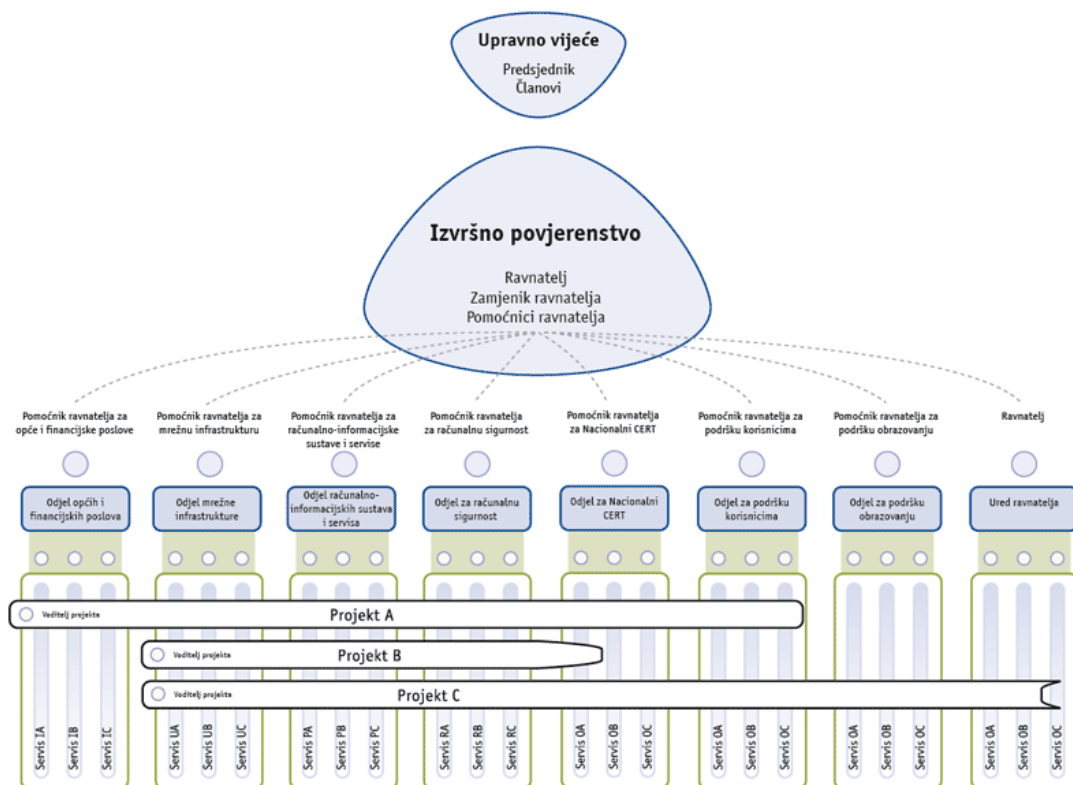 Upravno vijeće
Predsjednik
Članovi
Izvršno povjerenstvo
Ravnatelj
Zamjenik ravnatelja
Pomoćnici ravnatelja
Pomoćnik ravnatelja za
opće i financijske poslove
Pomoćnik ravnatelja za
mrežnu infrastrukturu
Pomoćnik ravnatelja za
računalno-informacijske
sustave i servise
Pomoćnik ravnatelja
za računalnu sigurnost
Pomoćnik ravnatelja
za Nacionalni CERT
Pomoćnik ravnatelja za
podršku korisnicima
Pomoćnik ravnatelja za
podršku obrazovanju
Ravnatelj
Odjel općih i
financijskih poslova
Odjel mrežne
infrastrukture
Odjel računalno-
informacijskih sustava
i servisa
Odjel za računalnu
sigurnost
Odjel za Nacionalni
CERT
Odjel za podršku
korisnicima
Odjel za podršku
obrazovanju
Ured ravnatelja
Voditelj projekta
Projekt A
Voditelj projekta
Projekt B
Voditelj projekta
Projekt C
Servis IA
Servis IB
Servis IC
Servis UA
Servis UB
Servis UC
Servis PA
Servis PB
Servis PC
Servis RA
Servis RB
Servis RC
Servis OA
Servis OB
Servis OC
Servis OA
Servis OB
Servis OC
Servis OA
Servis OB
Servis OC
Servis OA
Servis OB
Servis OC